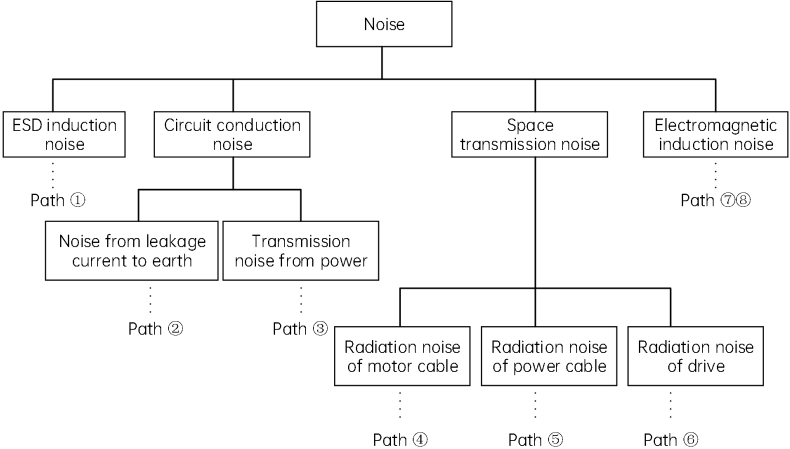 Noise
ESD induction
noise
Circuit conduction
noise
Space
transmission noise
Electromagnetic
induction noise
Path ①
Path ⑦⑧
Noise from leakage
current to earth
Transmission
noise from power
Path ②
Path ③
Radiation noise
of motor cable
Radiation noise
of power cable
Radiation noise
of drive
Path ④
Path ⑤
Path ⑥